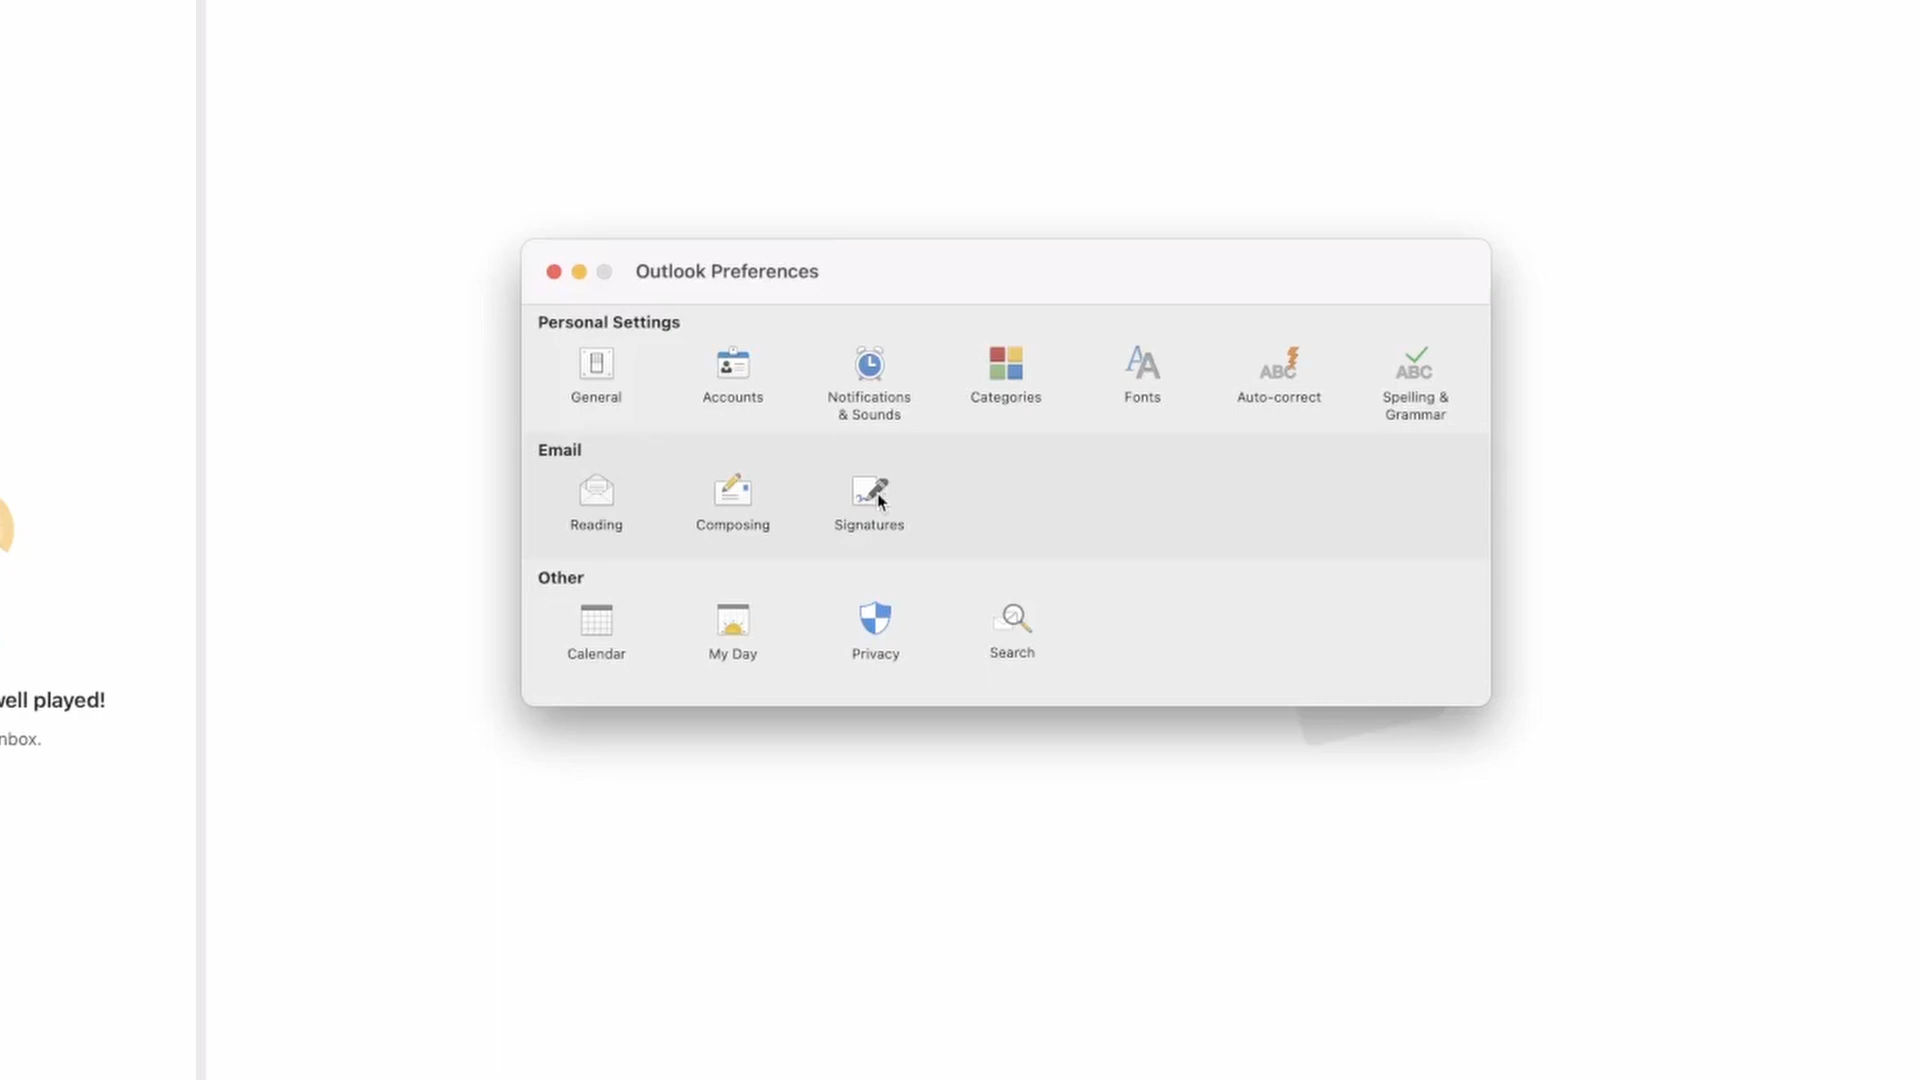 Outlook Preferences
Personal Settings
General
Accounts
Notifications
& Sounds
Categories
Fonts
ABC
Auto-correct
ABC
Spelling &
Grammar
Email
Reading
Composing
Signatures
Other
Calendar
My Day
Privacy
Search
well played!
nbox.